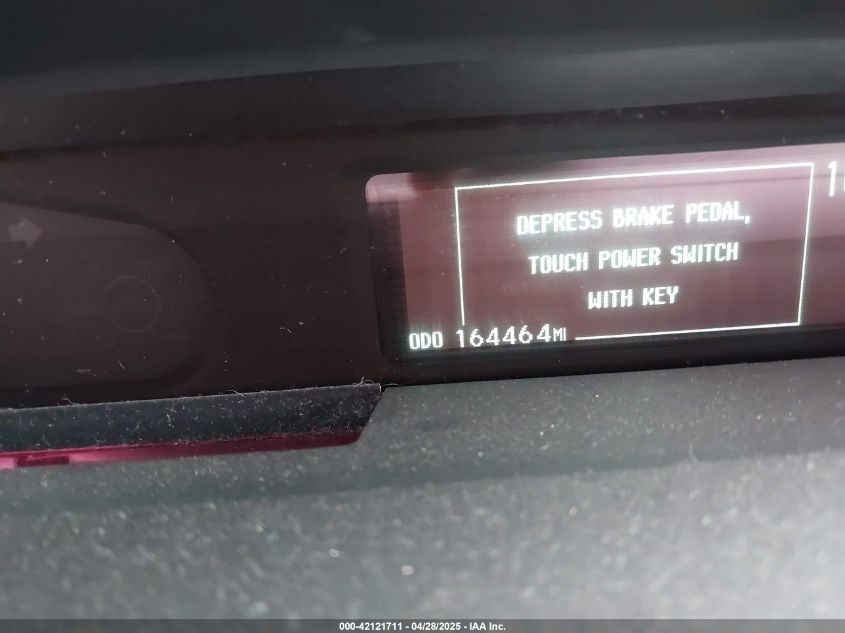 DEPRESS BRAKE PEDAL,
TOUCH POWER SWITCH
WITH KEY
ODO 164464MI
000-42121711 - 04/28/2025 - IAA Inc.